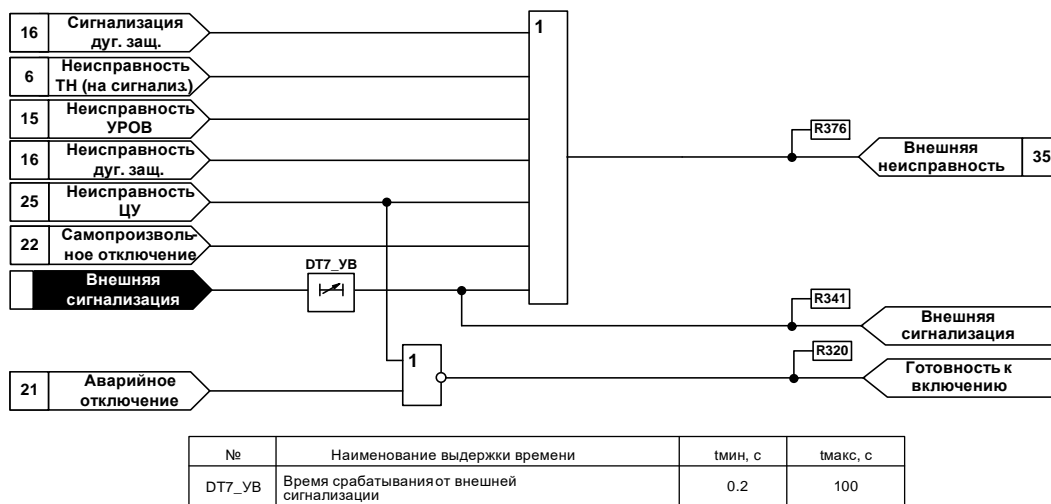 16
Сигнализация
дуг. защ.
1
6
Неисправность
ТН (на сигнализ.)
15
Неисправность
УРОВ
R376
16
Неисправность
дуг. защ.
Внешняя
неисправность
35
25
Неисправность
ЦУ
22
Самопроизволь-
ное отключение
Внешняя
сигнализация
DT7_УВ
R341
Внешняя
сигнализация
1
R320
Готовность к
включению
21
Аварийное
отключение
№ Наименование выдержки времени tмин, с tмакс, с
DT7_УВ Время срабатывания от внешней
сигнализации 0.2 100